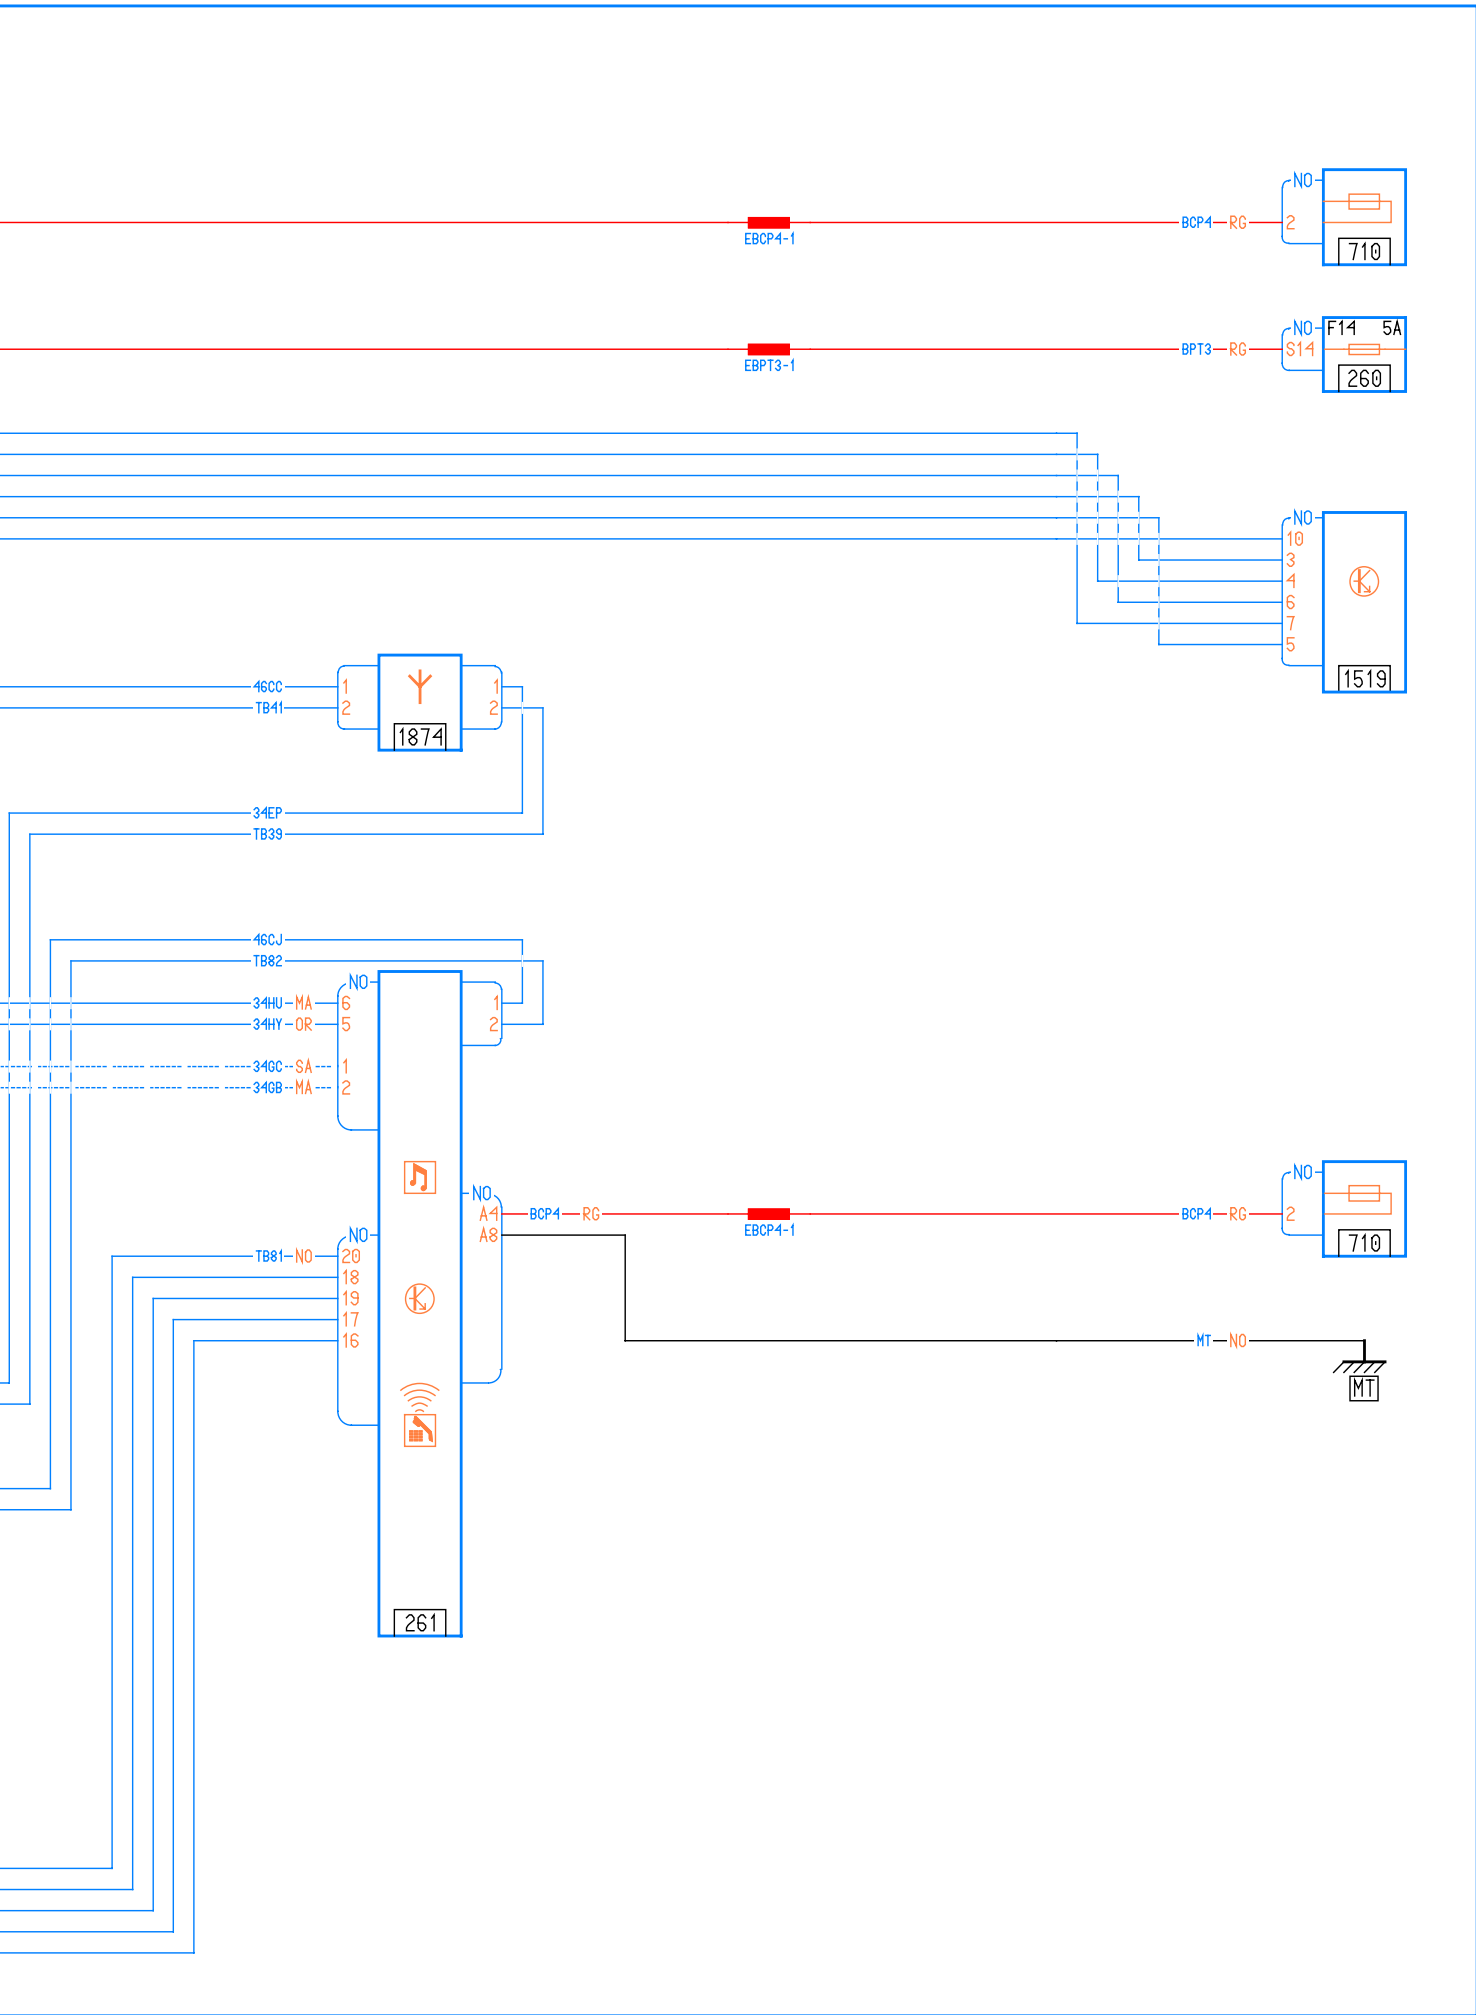 NO
BCP4 RG 2
EBCP4-1
710
NO F14 5A
BPT3 RG S14
EBPT3-1
260
NO
10
3
4
6
7
5
1519
46CC 1 1
TB41 2 2
1874
34EP
TB39
46CJ
TB82
NO
34HU MA 6 1
34HY OR 5 2
34GC SA 1
34GB MA 2
NO
NO
A4 BCP4 RG BCP4 RG 2
EBCP4-1
NO A8
710
TB81 NO 20
18
19
17
16
MT NO
MT
261